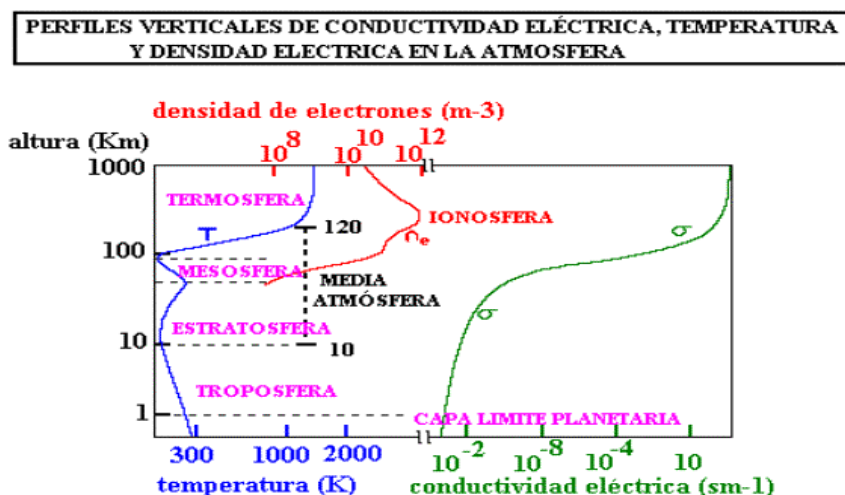 PERFILES VERTICALES DE CONDUCTIVIDAD ELÉCTRICA, TEMPERATURA
Y DENSIDAD ELECTRICA EN LA ATMOSFERA
densidad de electrones (m-3)
altura (Km)
10^8 10^10 10^12
1000
TERMOSFERA
T
120
IONOSFERA
n_e
σ
100
MESOSFERA
MEDIA
ATMÓSFERA
ESTRATOSFERA
σ
10
10
TROPOSFERA
1
CAPA LIMITE PLANETARIA
300 1000 2000
10^-2 10^-8 10^-4 10
temperatura (K)
conductividad eléctrica (sm-1)